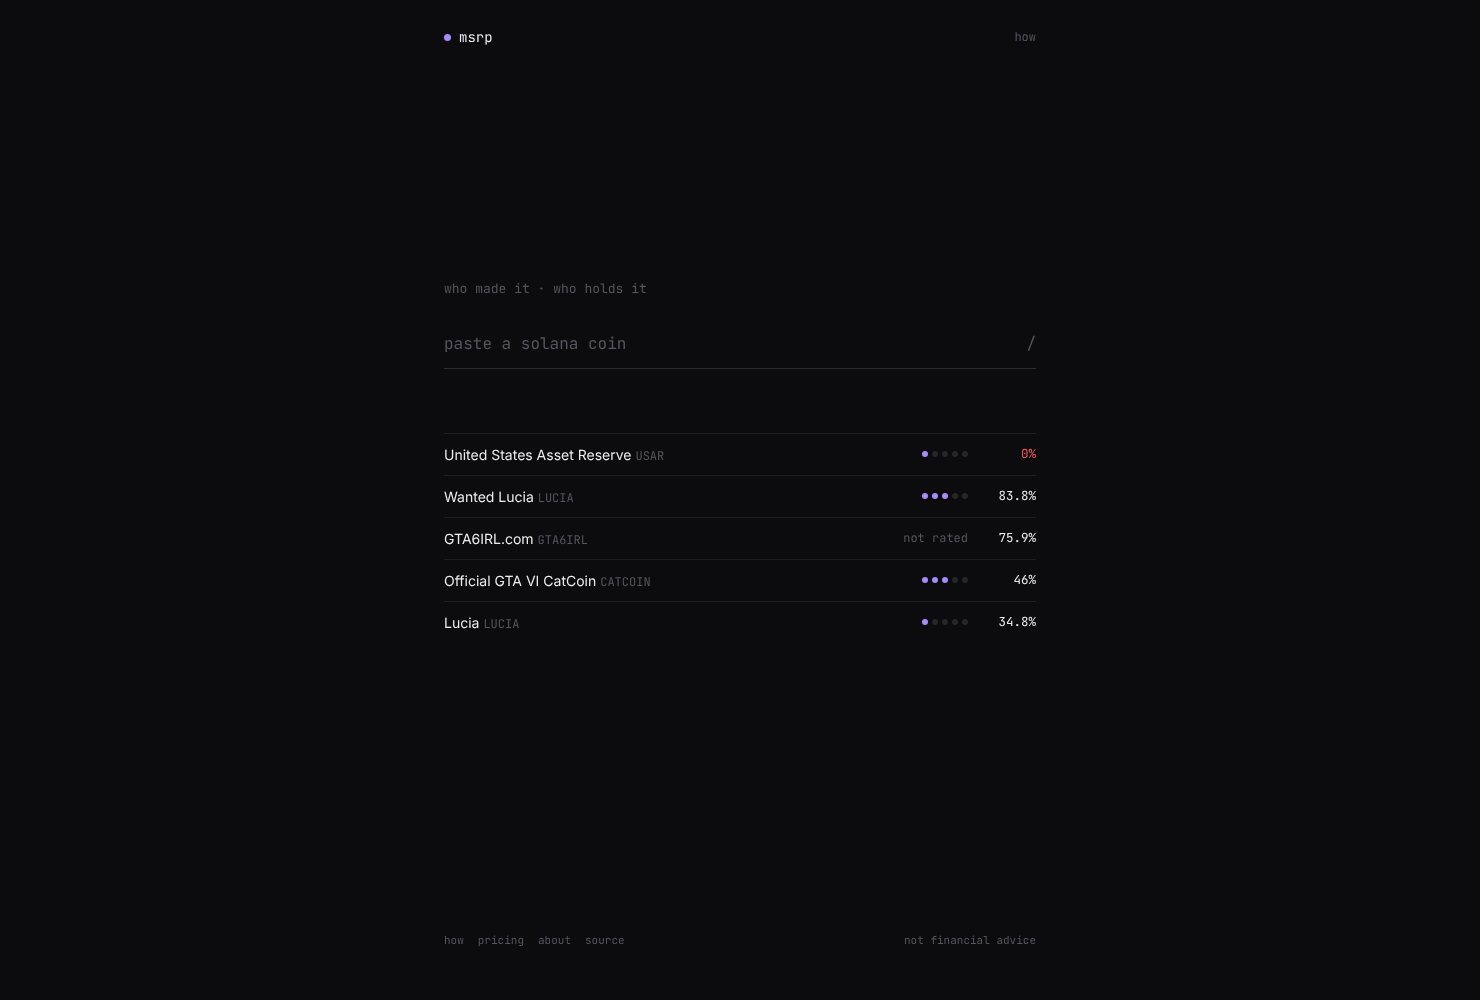 msrp how
who made it · who holds it
paste a solana coin /
United States Asset Reserve USAR 0%
Wanted Lucia LUCIA 83.8%
GTA6IRL.com GTA6IRL not rated 75.9%
Official GTA VI CatCoin CATCOIN 46%
Lucia LUCIA 34.8%
how pricing about source not financial advice